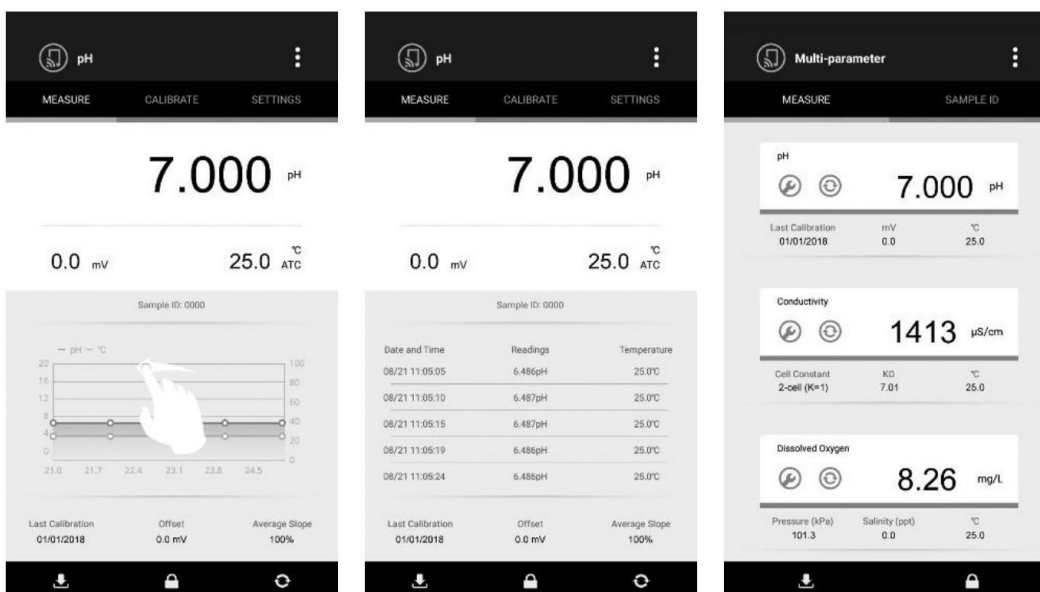 pH
MEASURE CALIBRATE SETTINGS
7.000 pH
0.0 mV 25.0 °C ATC
Sample ID: 0000
pH °C
20 100
16 80
12 60
8 40
4 20
0 0
21.0 21.7 22.4 23.1 23.8 24.5
Last Calibration Offset Average Slope
01/01/2018 0.0 mV 100%
pH
MEASURE CALIBRATE SETTINGS
7.000 pH
0.0 mV 25.0 °C ATC
Sample ID: 0000
Date and Time Readings Temperature
08/21 11:05:05 6.486pH 25.0°C
08/21 11:05:10 6.487pH 25.0°C
08/21 11:05:15 6.487pH 25.0°C
08/21 11:05:19 6.486pH 25.0°C
08/21 11:05:24 6.486pH 25.0°C
Last Calibration Offset Average Slope
01/01/2018 0.0 mV 100%
Multi-parameter
MEASURE SAMPLE ID
pH
7.000 pH
Last Calibration mV °C
01/01/2018 0.0 25.0
Conductivity
1413 µS/cm
Cell Constant KΩ °C
2-cell (K=1) 7.01 25.0
Dissolved Oxygen
8.26 mg/L
Pressure (kPa) Salinity (ppt) °C
101.3 0.0 25.0